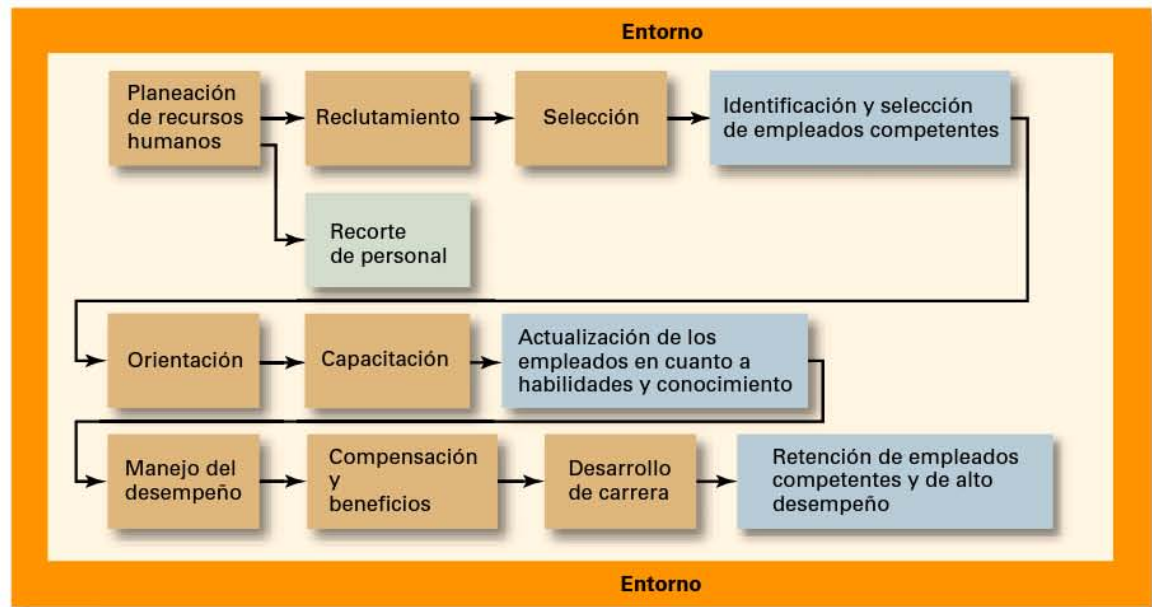 Entorno
Planeación
de recursos
humanos
Reclutamiento
Selección
Identificación y selección
de empleados competentes
Recorte
de personal
Orientación
Capacitación
Actualización de los
empleados en cuanto a
habilidades y conocimiento
Manejo del
desempeño
Compensación
y
beneficios
Desarrollo
de carrera
Retención de empleados
competentes y de alto
desempeño
Entorno